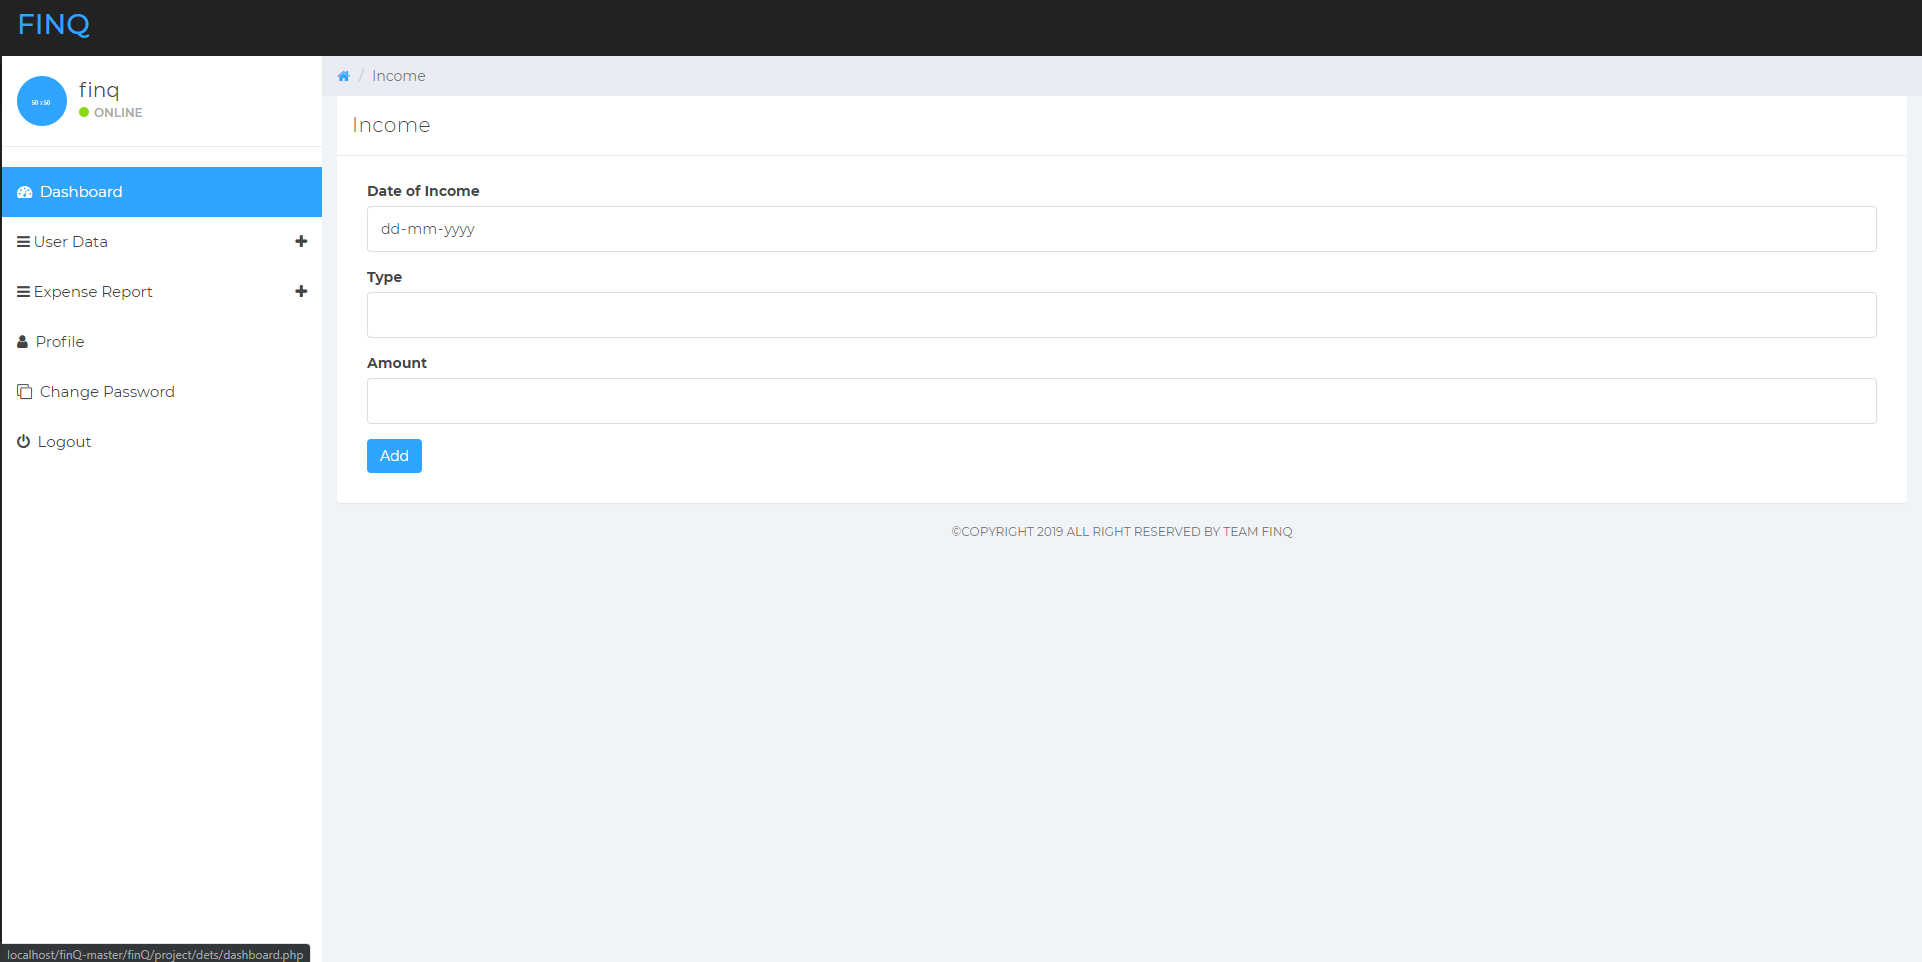 FINQ
50 x 50
finq
ONLINE
Dashboard
User Data
Expense Report
Profile
Change Password
Logout
/ Income
Income
Date of Income
dd-mm-yyyy
Type
Amount
Add
©COPYRIGHT 2019 ALL RIGHT RESERVED BY TEAM FINQ
localhost/finQ-master/finQ/project/dets/dashboard.php